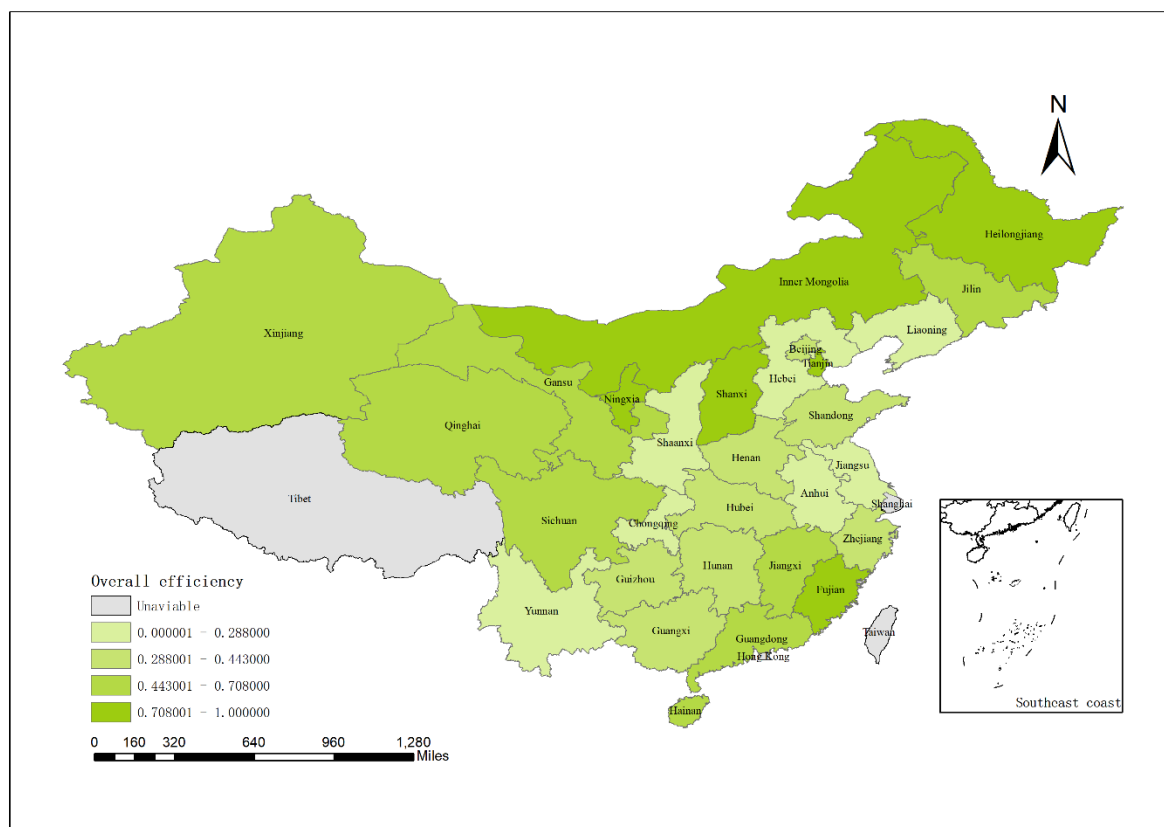 N
Heilongjiang
Inner Mongolia
Jilin
Xinjiang
Liaoning
Beijing
Tianjin
Hebei
Gansu
Ningxia
Shanxi
Shandong
Qinghai
Shaanxi
Henan
Jiangsu
Anhui
Tibet
Shanghai
Sichuan
Hubei
Chongqing
Zhejiang
Hunan
Jiangxi
Guizhou
Fujian
Yunnan
Guangxi
Guangdong
Taiwan
Hong Kong
Hainan
Overall efficiency
Unaviable
0.000001 - 0.288000
0.288001 - 0.443000
0.443001 - 0.708000
0.708001 - 1.000000
0 160 320 640 960 1,280
Miles
Southeast coast